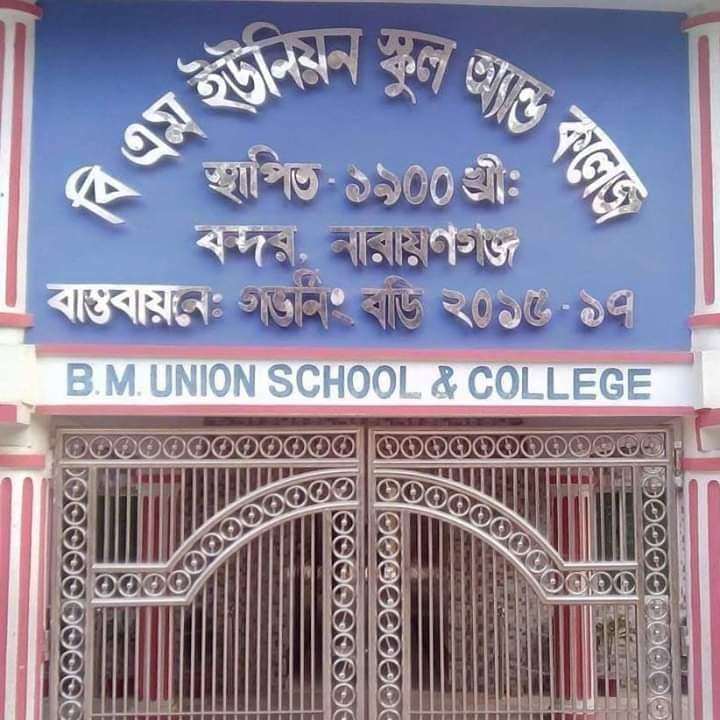 বি এম ইউনিয়ন স্কুল অ্যান্ড কলেজ
স্থাপিত - ১৯০০ খ্রী:
বন্দর, নারায়ণগঞ্জ
বাস্তবায়নে: গভর্নিং বডি ২০১৫ - ১৭
B.M. UNION SCHOOL & COLLEGE